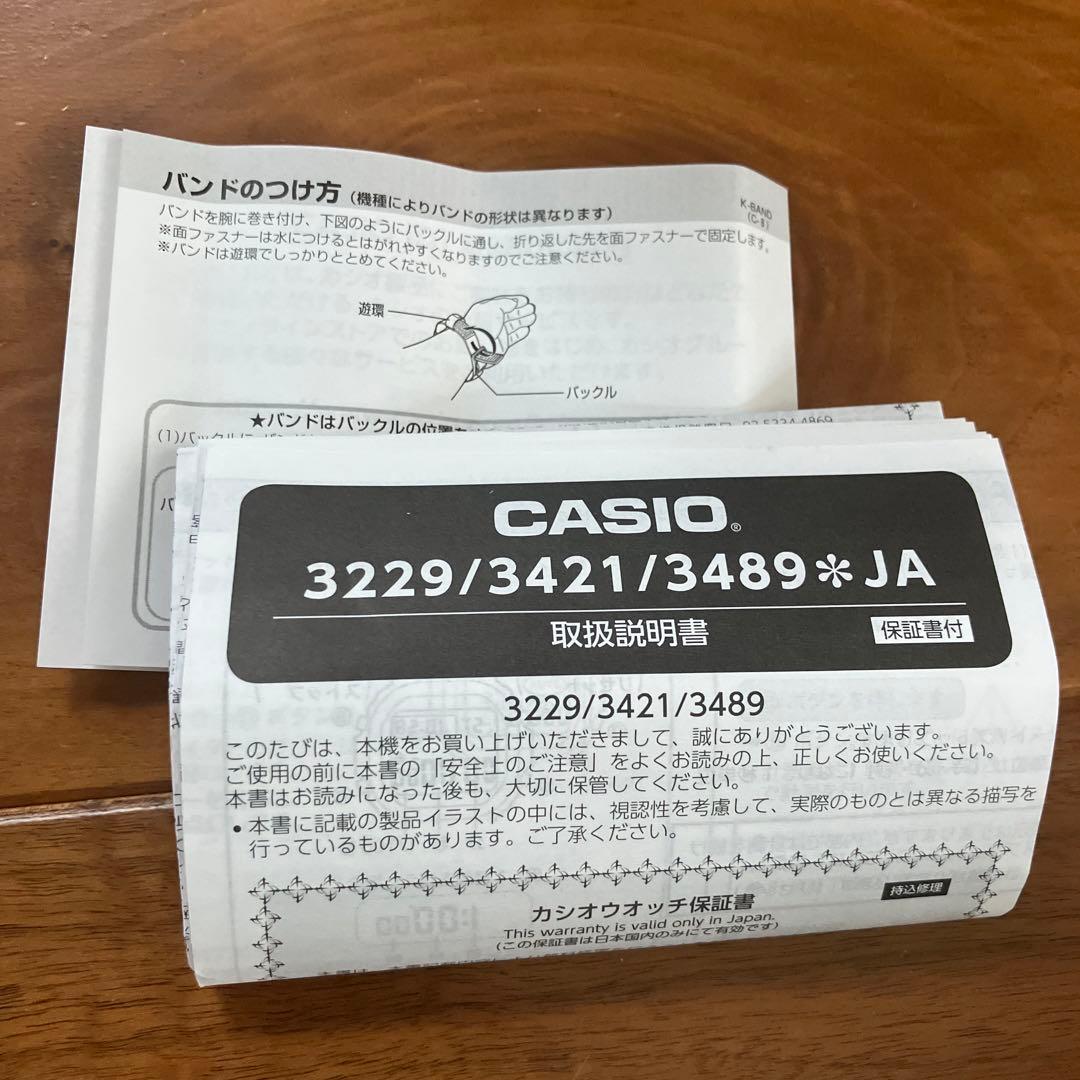 バンドのつけ方（機種によりバンドの形状は異なります）
K-BAND
(C-8)
バンドを腕に巻き付け、下図のようにバックルに通し、折り返した先を面ファスナーで固定します。
※面ファスナーは水につけるとはがれやすくなりますのでご注意ください。
※バンドは遊環でしっかりととめてください。
遊環
バックル
★バンドはバックルの位置を
(1)バックルに
03-5334-4869
CASIO®
3229/3421/3489＊JA
取扱説明書
保証書付
3229/3421/3489
このたびは、本機をお買い上げいただきまして、誠にありがとうございます。
ご使用の前に本書の「安全上のご注意」をよくお読みの上、正しくお使いください。
本書はお読みになった後も、大切に保管してください。
• 本書に記載の製品イラストの中には、視認性を考慮して、実際のものとは異なる描写を
行っているものがあります。ご了承ください。
持込修理
カシオウオッチ保証書
This warranty is valid only in Japan.
(この保証書は日本国内のみにて有効です)